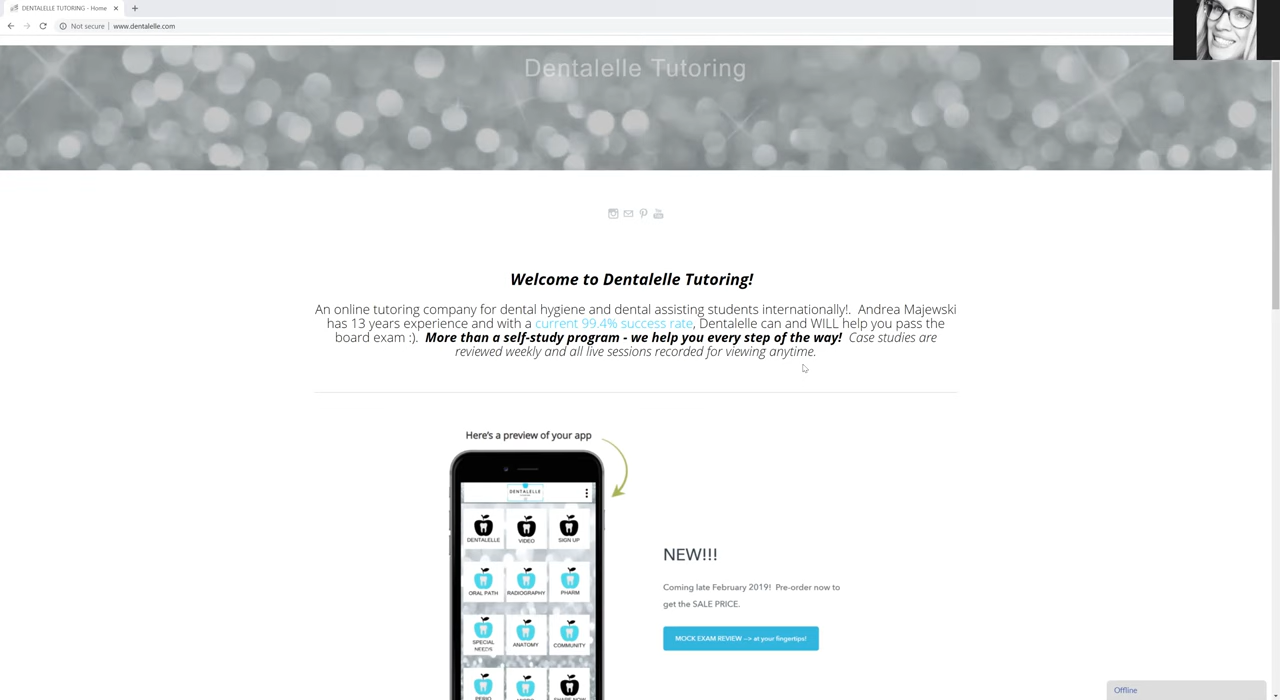 DENTALELLE TUTORING - Home
Not secure | www.dentalelle.com
Dentalelle Tutoring
Welcome to Dentalelle Tutoring!
An online tutoring company for dental hygiene and dental assisting students internationally!. Andrea Majewski
has 13 years experience and with a current 99.4% success rate, Dentalelle can and WILL help you pass the
board exam :). More than a self-study program - we help you every step of the way! Case studies are
reviewed weekly and all live sessions recorded for viewing anytime.
Here's a preview of your app
DENTALELLE
DENTALELLE VIDEO SIGN UP
ORAL PATH RADIOGRAPHY PHARM
SPECIAL
NEEDS ANATOMY COMMUNITY
PERIO
NEW!!!
Coming late February 2019! Pre-order now to
get the SALE PRICE.
MOCK EXAM REVIEW --> at your fingertips!
Offline